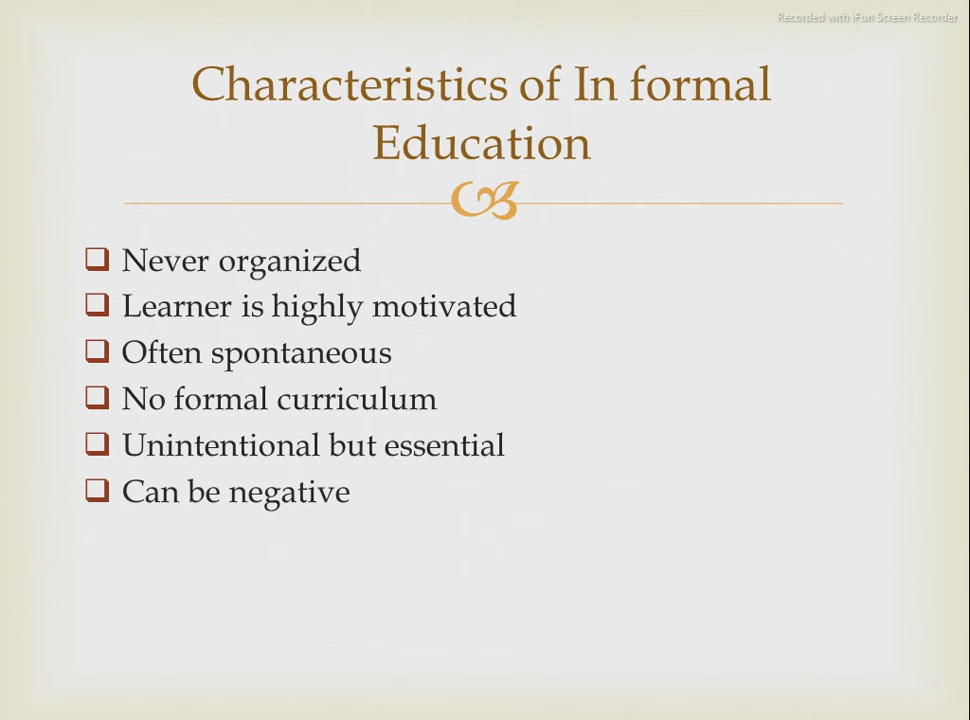 Recorded with iFun Screen Recorder
Characteristics of In formal
Education
Never organized
Learner is highly motivated
Often spontaneous
No formal curriculum
Unintentional but essential
Can be negative